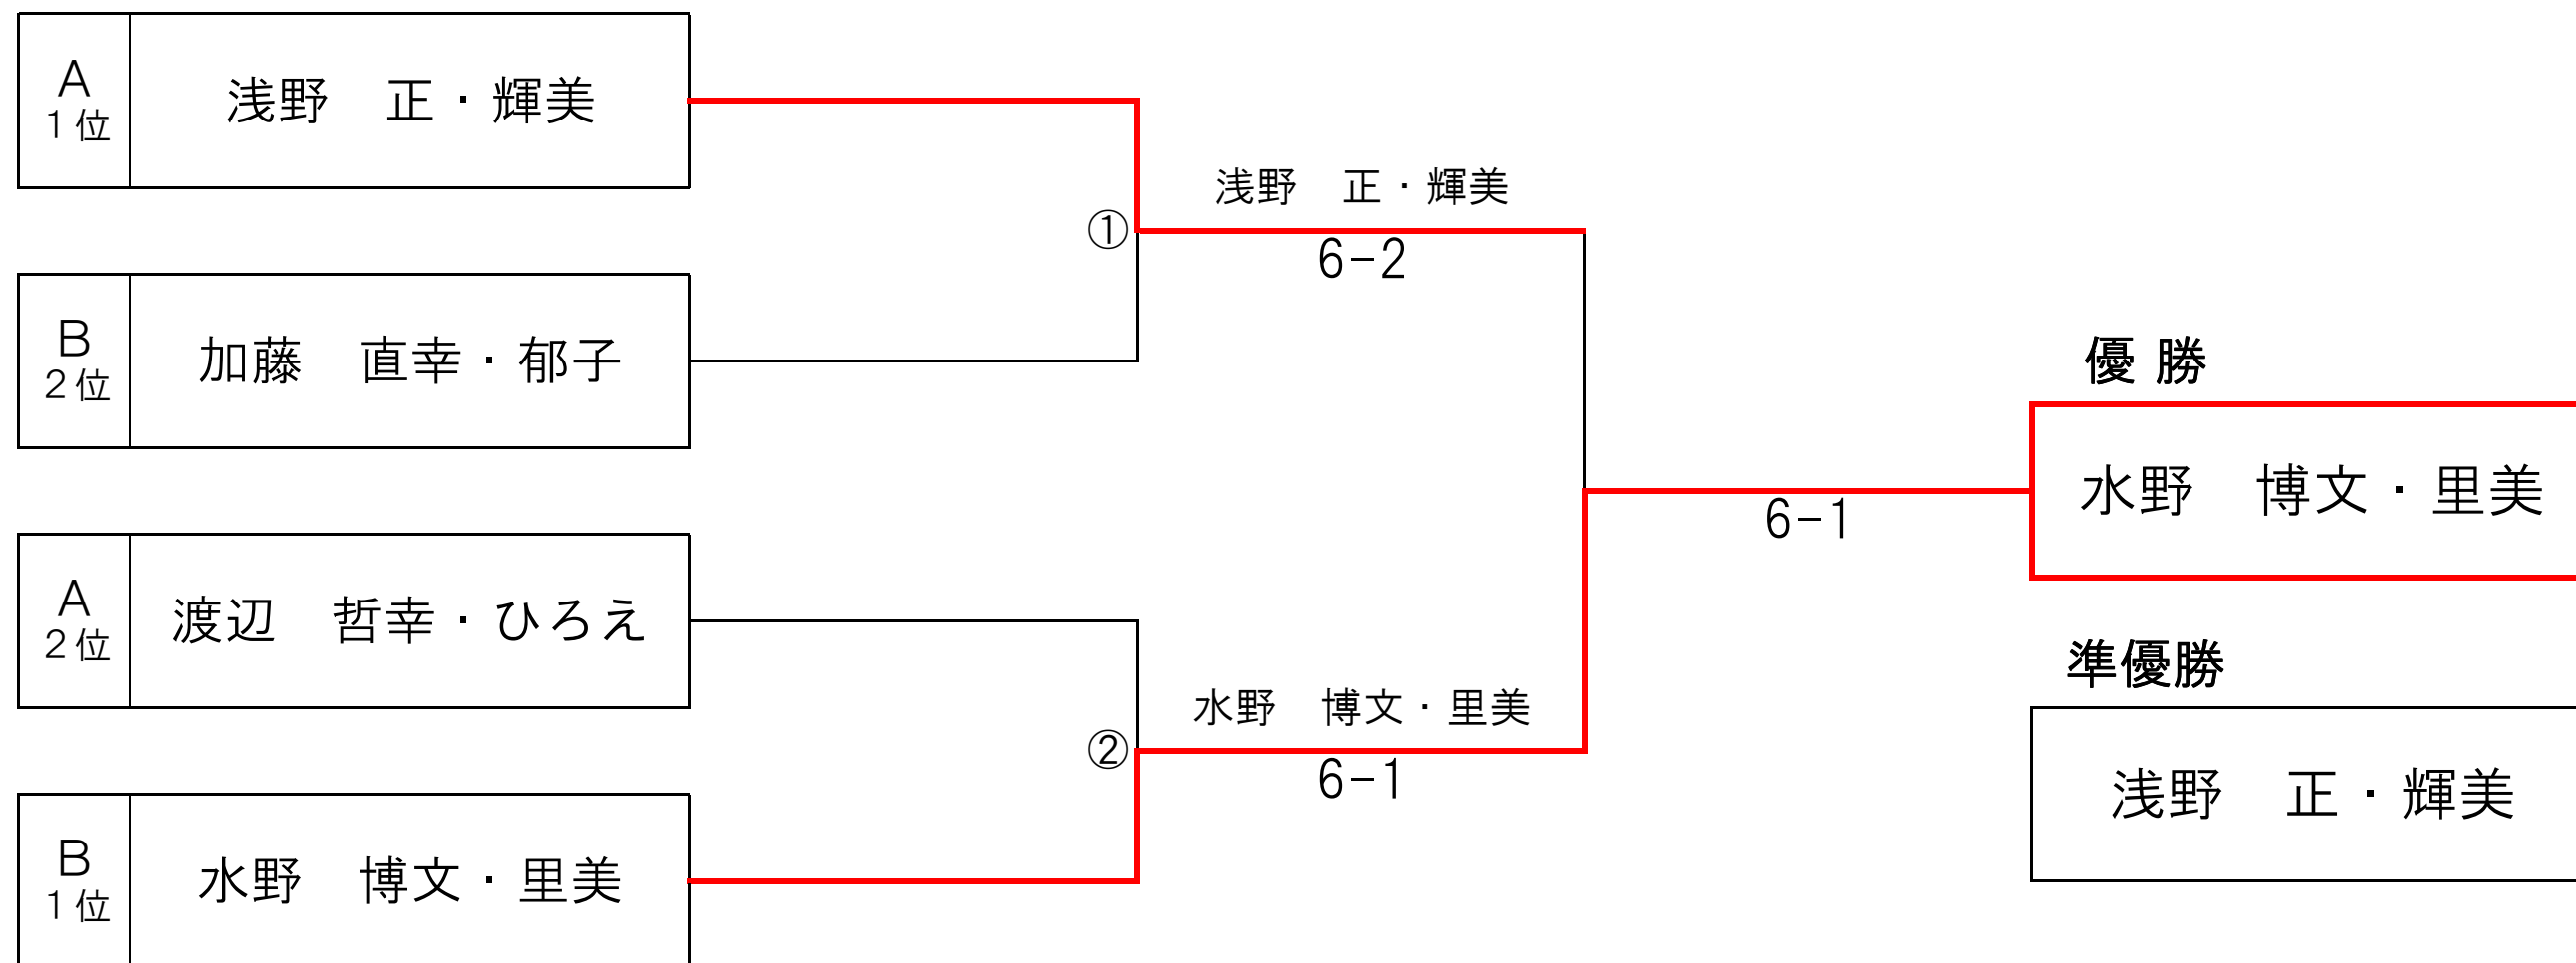 A
1位
浅野　正・輝美
B
2位
加藤　直幸・郁子
A
2位
渡辺　哲幸・ひろえ
B
1位
水野　博文・里美
①
浅野　正・輝美
6-2
②
水野　博文・里美
6-1
6-1
優 勝
水野　博文・里美
準優勝
浅野　正・輝美